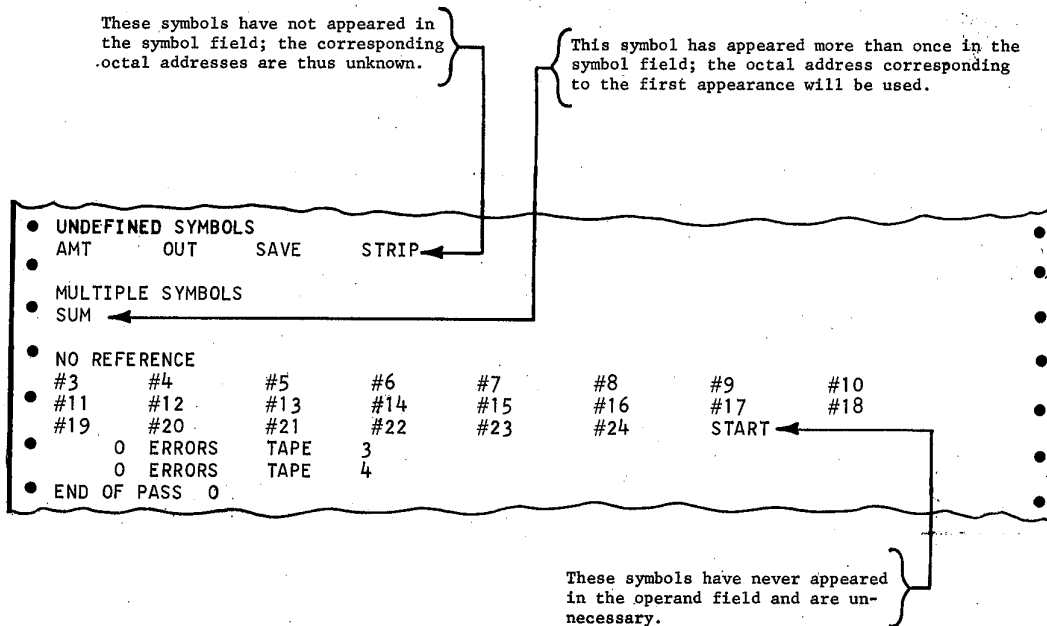 These symbols have not appeared in
the symbol field; the corresponding
octal addresses are thus unknown.
This symbol has appeared more than once in the
symbol field; the octal address corresponding
to the first appearance will be used.
UNDEFINED SYMBOLS
AMT OUT SAVE STRIP
MULTIPLE SYMBOLS
SUM
NO REFERENCE
#3 #4 #5 #6 #7 #8 #9 #10
#11 #12 #13 #14 #15 #16 #17 #18
#19 #20 #21 #22 #23 #24 START
0 ERRORS TAPE 3
0 ERRORS TAPE 4
END OF PASS 0
These symbols have never appeared
in the operand field and are un-
necessary.